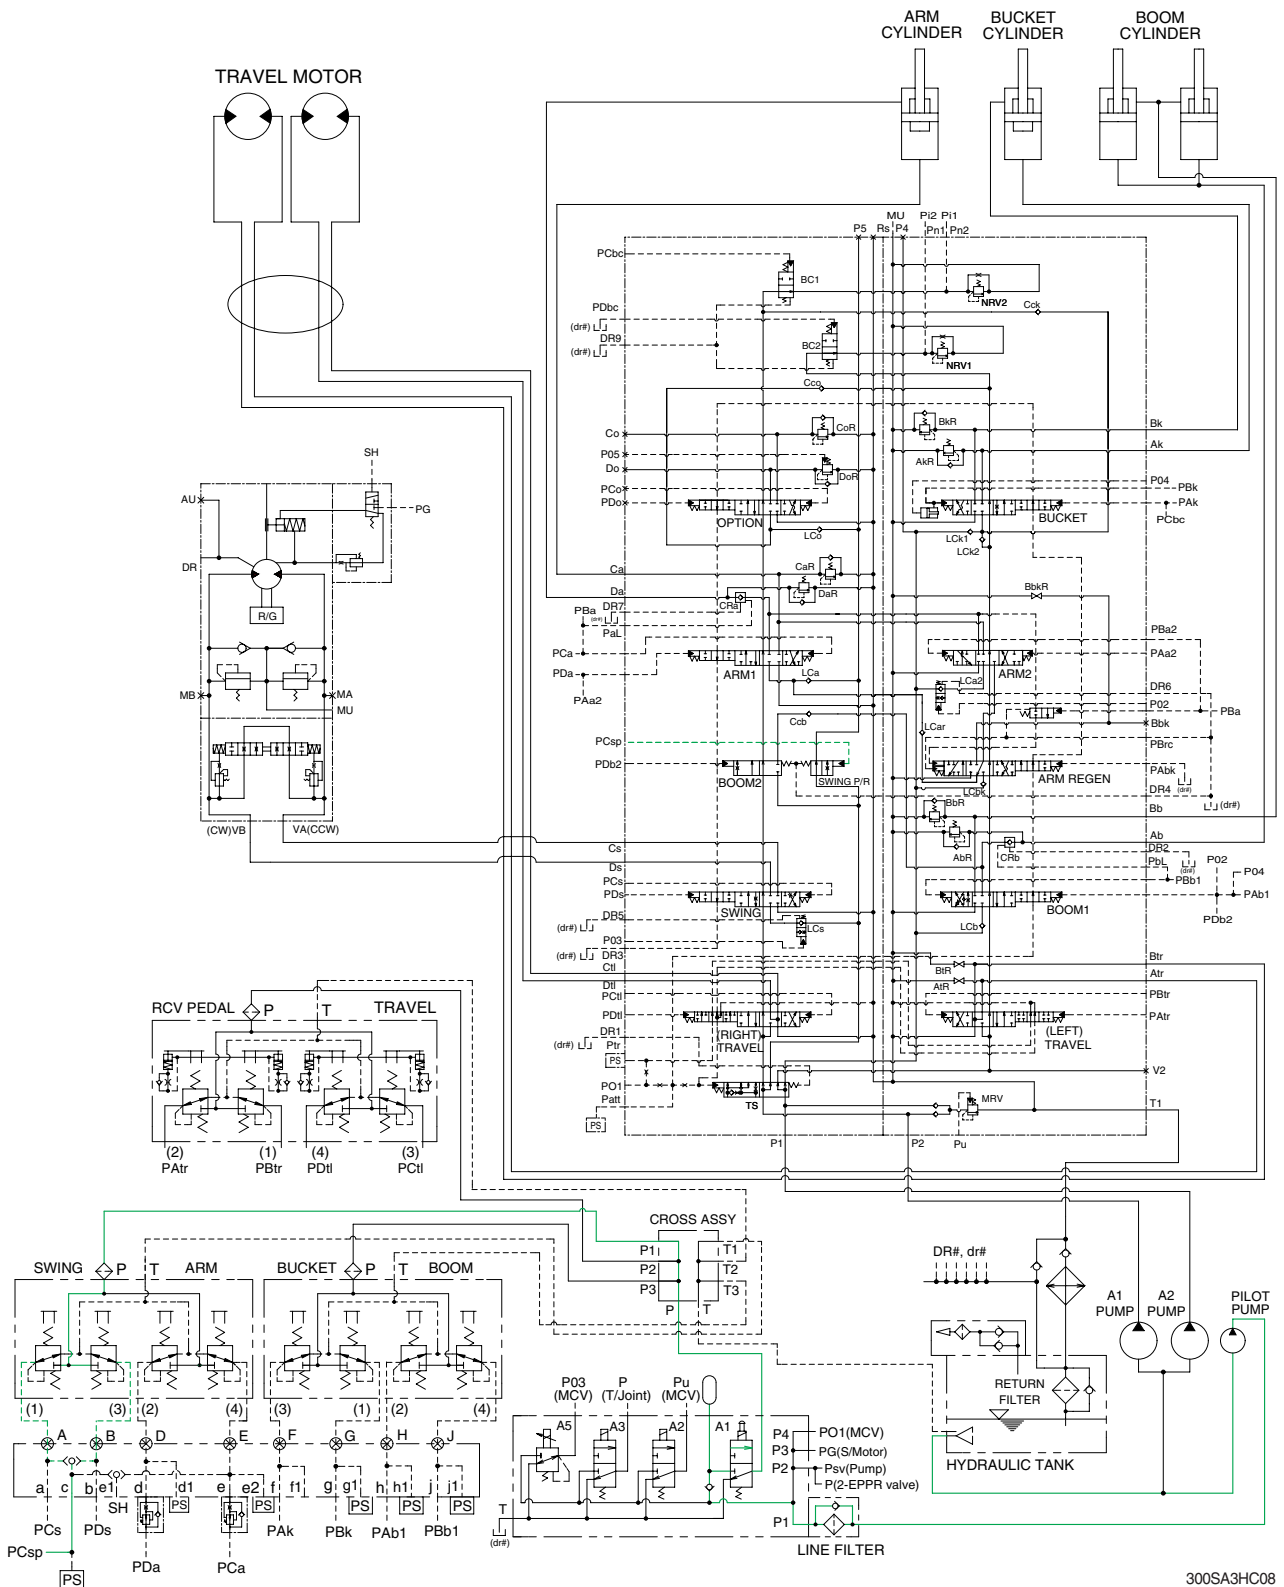 ARM
CYLINDER
BUCKET
CYLINDER
BOOM
CYLINDER
TRAVEL MOTOR
MU Pi2 Pi1
P5 Rs P4 Pn1 Pn2
PCbc
BC1
NRV2
Cck
PDbc
(dr#)
DR9
(dr#)
BC2
NRV1
Cco
Co
CoR
BkR
Bk
P05
AkR
Ak
Do
DoR
PCo
P04
PBk
PDo
OPTION
BUCKET
PAk
PCbc
LCo
LCk1
LCk2
SH
AU
PG
DR
R/G
MB
MA
MU
(CW)VB
VA(CCW)
Ca
CaR
Da
DaR
BbkR
DR7
PBa
(dr#)
CRa
PaL
PBa2
PCa
PAa2
PDa
ARM1
LCa
LCa2
ARM2
DR6
PAa2
P02
PBa
Ccb
LCar
Bbk
PCsp
PBrc
PDb2
BOOM2
SWING P/R
ARM REGEN
PAbk
(dr#)
LCbk
DR4
(dr#)
BbR
Bb
AbR
CRb
Ab
DR2
Cs
Ds
PbL
(dr#)
P02
P04
PCs
PBb1
PDs
SWING
BOOM1
PAb1
PDb2
DR5
(dr#)
LCs
LCb
P03
(dr#)
DR3
Ctl
BtR
Btr
Dtl
AtR
Atr
PCtl
PBtr
PDtl
PAtr
(RIGHT)
TRAVEL
(LEFT)
TRAVEL
DR1
(dr#)
Ptr
PS
PO1
TS
V2
Patt
MRV
T1
PS
P1
P2
Pu
RCV PEDAL
P
T
TRAVEL
(2)
(1)
(4)
(3)
PAtr
PBtr
PDtl
PCtl
CROSS ASSY
P1
T1
P2
T2
P3
T3
P
T
SWING
P
T
ARM
BUCKET
P
T
BOOM
(1)
(3)
(2)
(4)
(3)
(1)
(2)
(4)
A
B
D
E
F
G
H
J
a
c
b
e1
d
d1
e
e2
f
f1
g
g1
h
h1
j
j1
SH
PS
PS
PS
PS
PS
PCs
PDs
PAk
PBk
PAb1
PBb1
PCsp
PDa
PCa
PS
DR#, dr#
A1
PUMP
A2
PUMP
PILOT
PUMP
RETURN
FILTER
HYDRAULIC TANK
P03
(MCV)
P
(T/Joint)
Pu
(MCV)
A5
A3
A2
A1
P4
PO1(MCV)
P3
PG(S/Motor)
P2
Psv(Pump)
P(2-EPPR valve)
T
(dr#)
P1
LINE FILTER
300SA3HC08